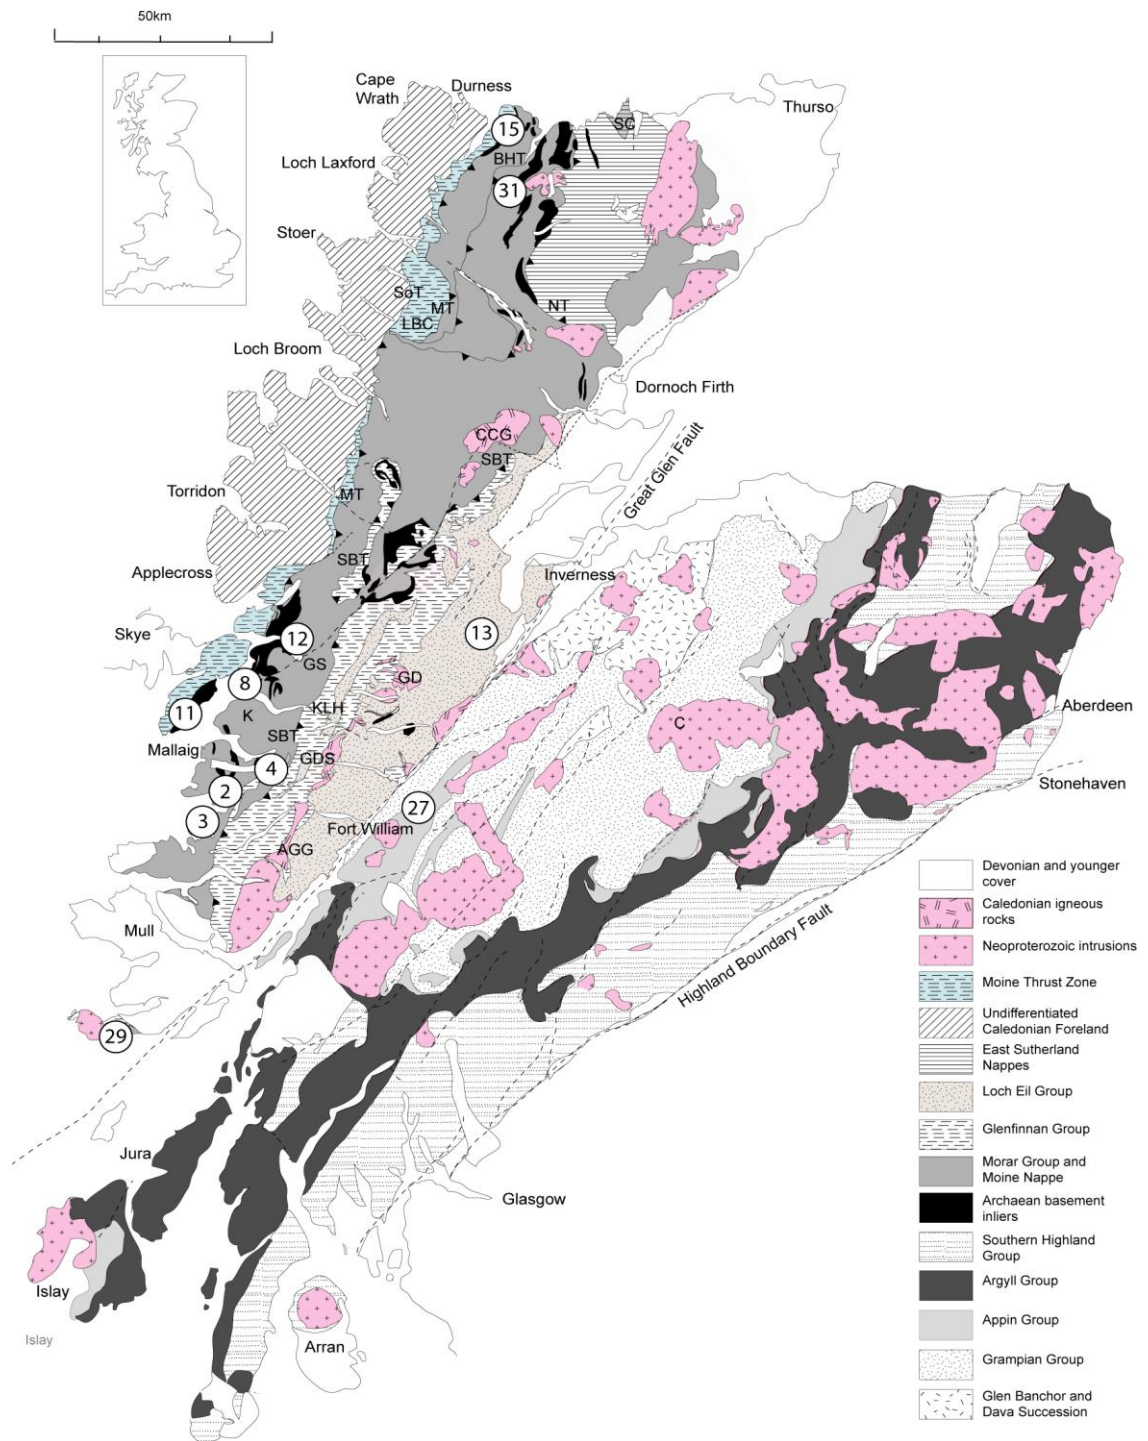 50km
Cape
Wrath
Durness
Thurso
15
SC
Loch Laxford
BHT
31
Stoer
SoT
MT
NT
LBC
Loch Broom
Dornoch Firth
CCG
SBT
Great Glen Fault
Torridon
MT
SBT
Applecross
Inverness
Skye
12
13
GS
GD
8
KLH
11
K
C
Aberdeen
SBT
Mallaig
GDS
4
Stonehaven
2
27
3
Fort William
AGG
Mull
Highland Boundary Fault
29
Jura
Glasgow
Islay
Islay
Arran
Devonian and younger
cover
Caledonian igneous
rocks
Neoproterozoic intrusions
Moine Thrust Zone
Undifferentiated
Caledonian Foreland
East Sutherland
Nappes
Loch Eil Group
Glenfinnan Group
Morar Group and
Moine Nappe
Archaean basement
inliers
Southern Highland
Group
Argyll Group
Appin Group
Grampian Group
Glen Banchor and
Dava Succession